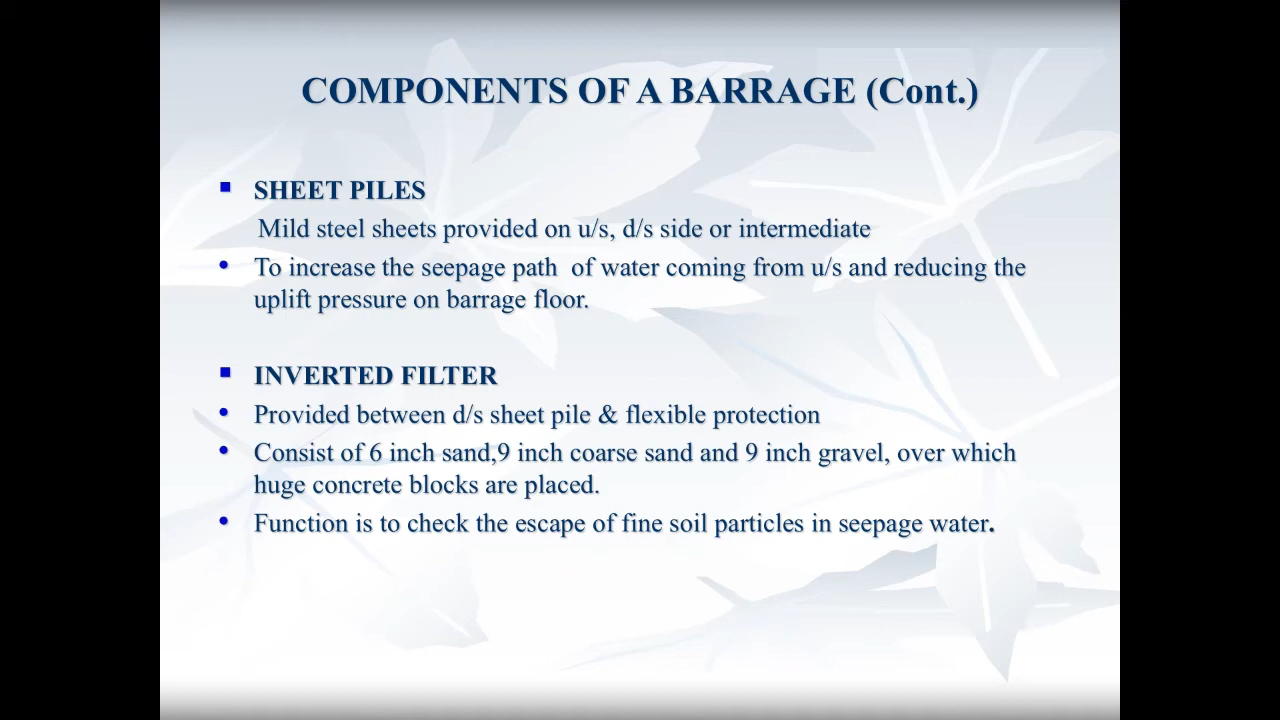 COMPONENTS OF A BARRAGE (Cont.)
▪ SHEET PILES
Mild steel sheets provided on u/s, d/s side or intermediate
• To increase the seepage path of water coming from u/s and reducing the
uplift pressure on barrage floor.
▪ INVERTED FILTER
• Provided between d/s sheet pile & flexible protection
• Consist of 6 inch sand,9 inch coarse sand and 9 inch gravel, over which
huge concrete blocks are placed.
• Function is to check the escape of fine soil particles in seepage water.